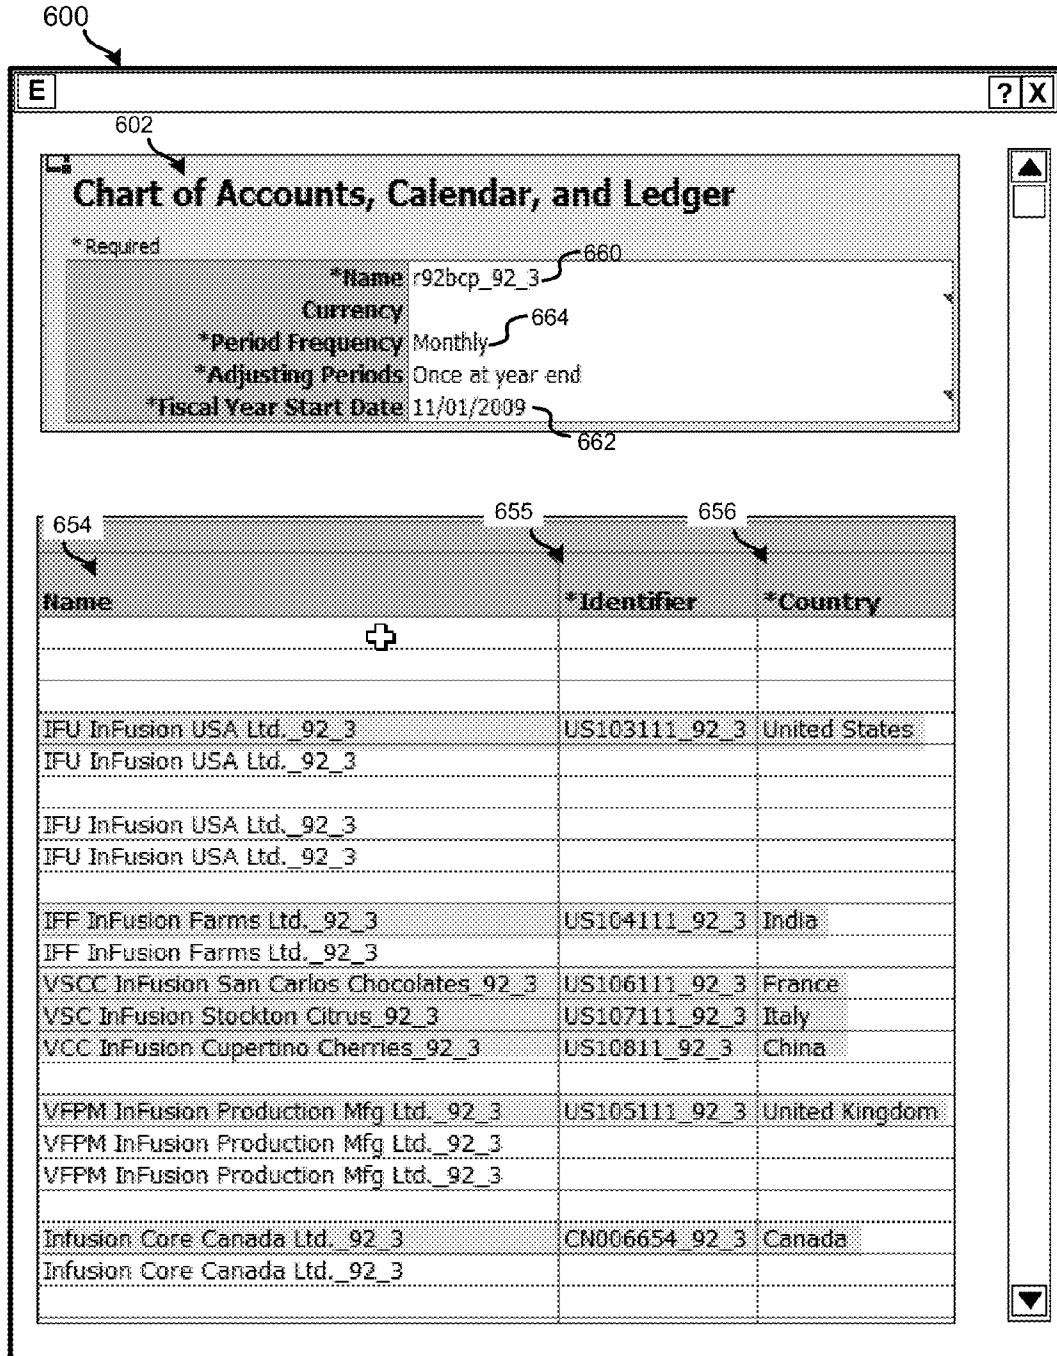 600
E ? X
602
Chart of Accounts, Calendar, and Ledger
* Required
*Name r92bcp_92_3 660
Currency
664
*Period Frequency Monthly
*Adjusting Periods Once at year end
*Fiscal Year Start Date 11/01/2009
662
654 655 656
Name *Identifier *Country
IFU InFusion USA Ltd._92_3 US103111_92_3 United States
IFU InFusion USA Ltd._92_3
IFU InFusion USA Ltd._92_3
IFU InFusion USA Ltd._92_3
IFF InFusion Farms Ltd._92_3 US104111_92_3 India
IFF InFusion Farms Ltd._92_3
VSCC InFusion San Carlos Chocolates_92_3 US106111_92_3 France
VSC InFusion Stockton Citrus_92_3 US107111_92_3 Italy
VCC InFusion Cupertino Cherries_92_3 US10811_92_3 China
VFPM InFusion Production Mfg Ltd._92_3 US105111_92_3 United Kingdom
VFPM InFusion Production Mfg Ltd._92_3
VFPM InFusion Production Mfg Ltd._92_3
Infusion Core Canada Ltd._92_3 CN006654_92_3 Canada
Infusion Core Canada Ltd._92_3